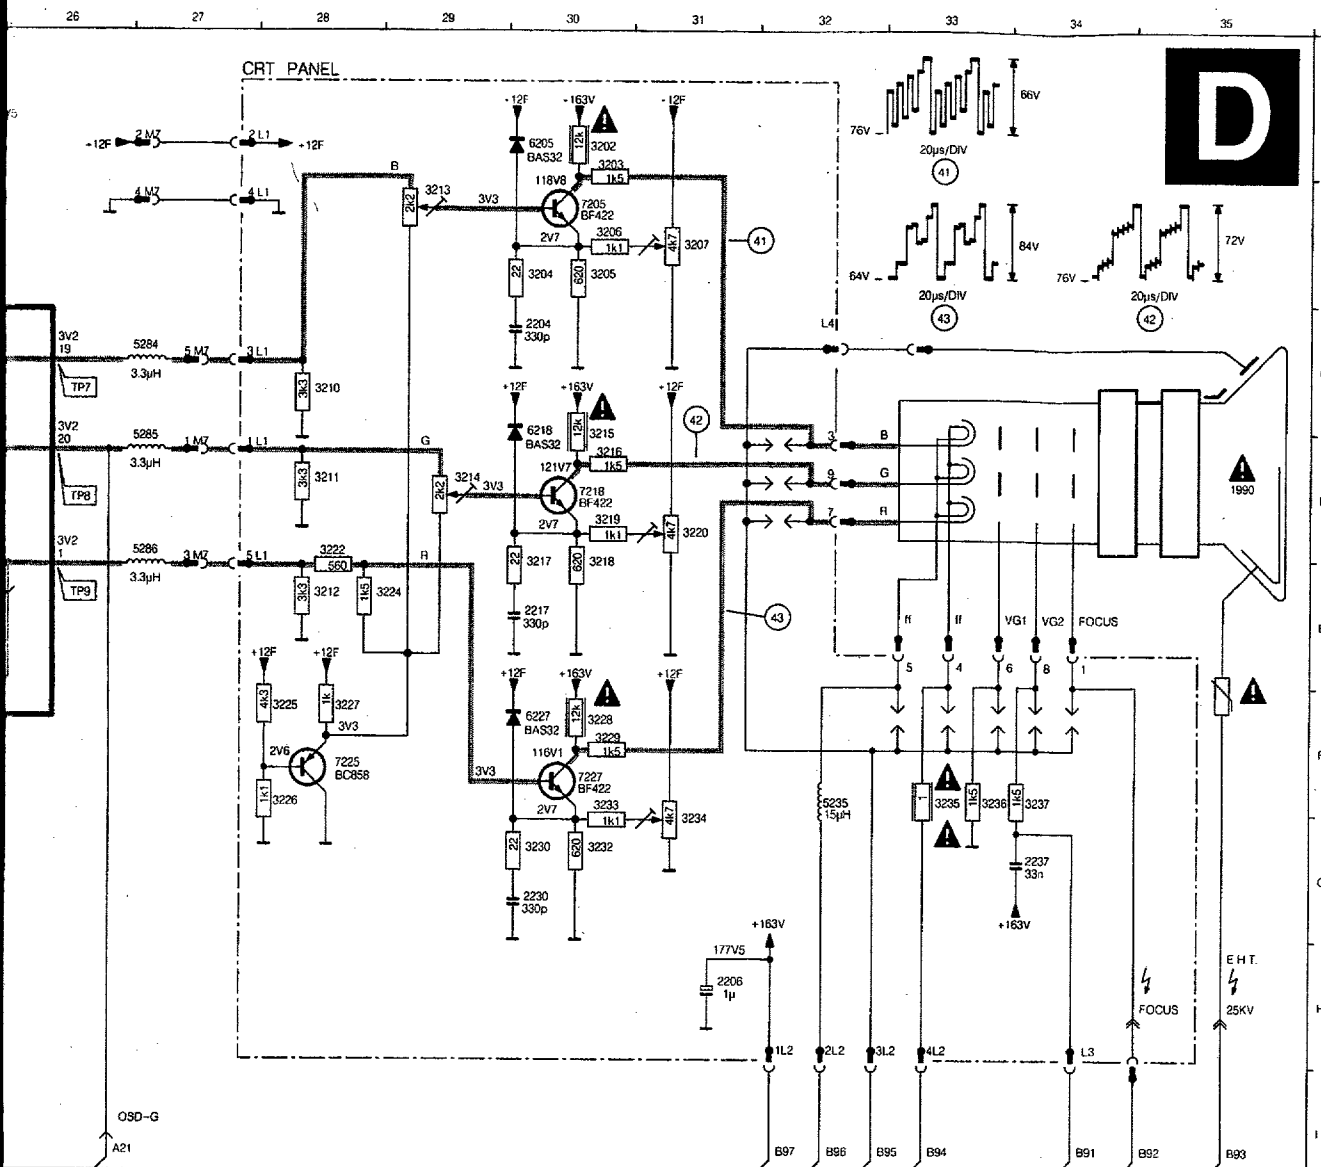 26 27 28 29 30 31 32 33 34 35
CRT PANEL
D
+12F 2 M7 2 L1 +12F
4 M7 4 L1
B
3213
2k2
3V3
-12F
6205
BAS32
+163V
12k
3202
118V8
3203
1k5
7205
BF422
2V7
3206
1k1
22
3204
620
3205
2204
330p
-12F
4k7
3207
41
66V
76V
20µs/DIV
41
84V
64V
20µs/DIV
43
72V
76V
20µs/DIV
42
L4
3V2
19
TP7
5284
3.3µH
5 M7 3 L1
3k3
3210
3V2
20
TP8
5285
3.3µH
1 M7 1 L1
3k3
3211
G
3214
2k2
3V3
+12F
6218
BAS32
+163V
12k
3215
121V7
3216
1k5
7218
BF422
2V7
3219
1k1
22
3217
620
3218
2217
330p
+12F
4k7
3220
42
3 B
9 G
7 R
1990
3V2
1
TP9
5286
3.3µH
3 M7 5 L1
3222
560
3k3
3212
1k5
3224
R
43
+12F
4k3
3225
+12F
1k
3227
3V3
2V6
7225
BC858
1k1
3226
3V3
+12F
6227
BAS32
+163V
12k
3228
116V1
3229
1k5
7227
BF422
2V7
3233
1k1
22
3230
620
3232
2230
330p
+12F
4k7
3234
ff ff VG1 VG2 FOCUS
5 4 6 8 1
5235
15µH
1
3235
1k5
3236
1k5
3237
2237
33n
+163V
+163V
177V5
2206
1µ
FOCUS
E H T.
25KV
1L2 2L2 3L2 4L2 L3
OSD-G
A21
B97 B96 B95 B94 B91 B92 B93